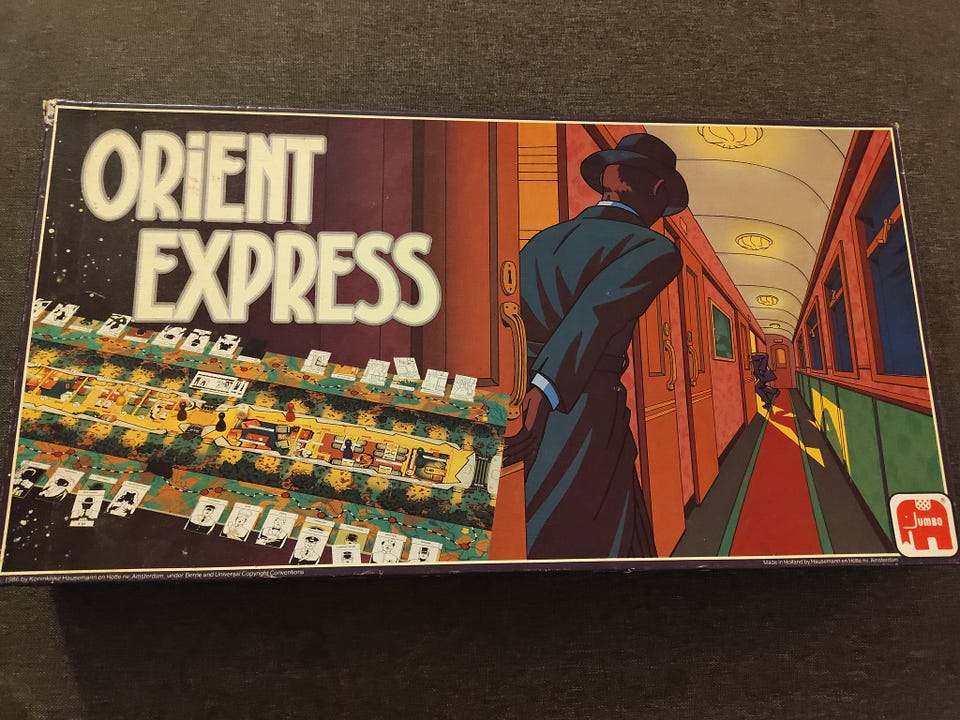 ORiENT
EXPRESS
JUMBO
986 by Koninklijke Hausemann en Hötte nv, Amsterdam, under Berne and Universal Copyright Conventions
Made in Holland by Hausemann en Hötte nv, Amsterdam